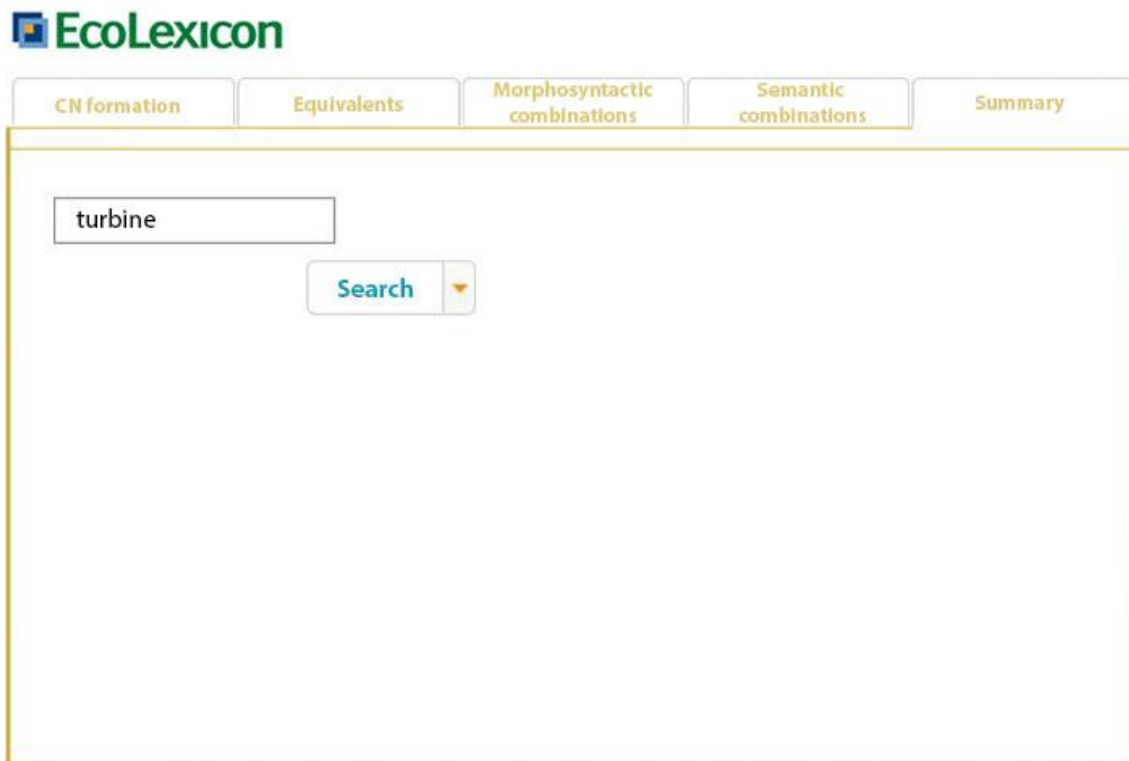 EcoLexicon
CN formation
Equivalents
Morphosyntactic
combinations
Semantic
combinations
Summary
turbine
Search